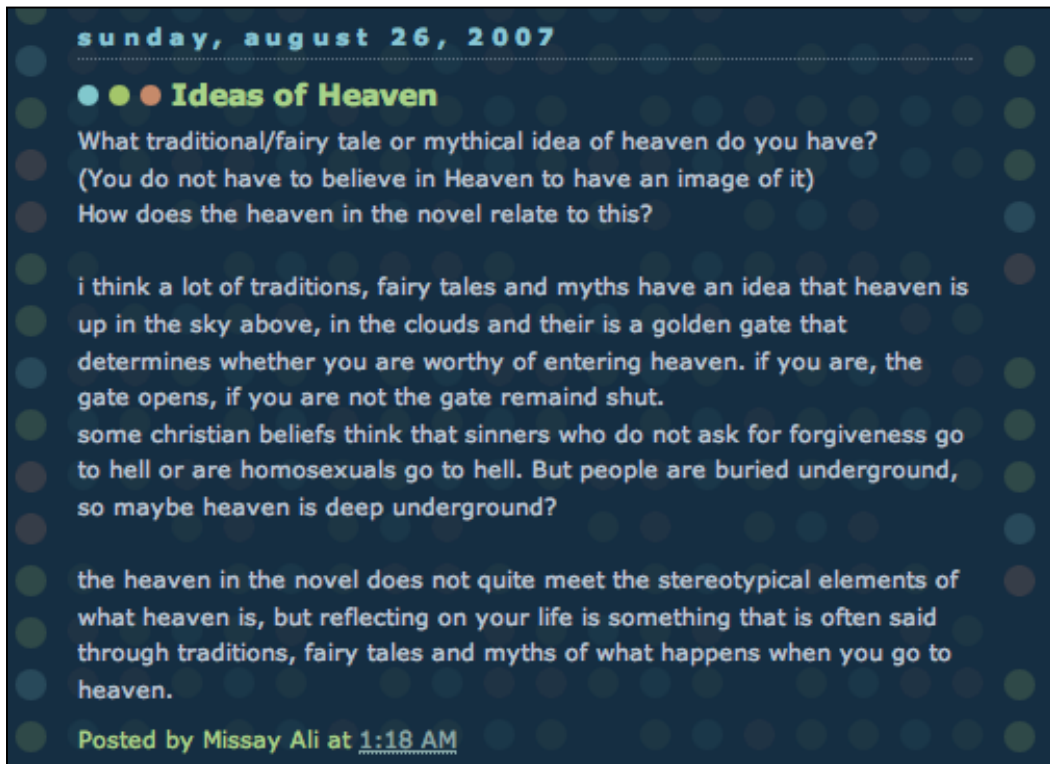 sunday, august 26, 2007
Ideas of Heaven
What traditional/fairy tale or mythical idea of heaven do you have?
(You do not have to believe in Heaven to have an image of it)
How does the heaven in the novel relate to this?
i think a lot of traditions, fairy tales and myths have an idea that heaven is
up in the sky above, in the clouds and their is a golden gate that
determines whether you are worthy of entering heaven. if you are, the
gate opens, if you are not the gate remaind shut.
some christian beliefs think that sinners who do not ask for forgiveness go
to hell or are homosexuals go to hell. But people are buried underground,
so maybe heaven is deep underground?
the heaven in the novel does not quite meet the stereotypical elements of
what heaven is, but reflecting on your life is something that is often said
through traditions, fairy tales and myths of what happens when you go to
heaven.
Posted by Missay Ali at 1:18 AM